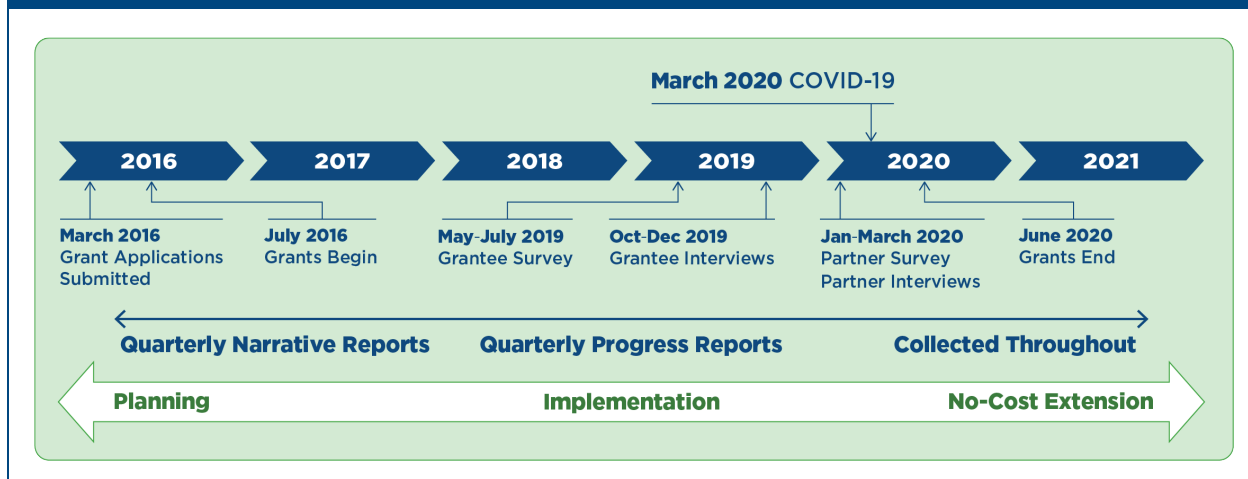 March 2020 COVID-19
2016
2017
2018
2019
2020
2021
March 2016
Grant Applications
Submitted
July 2016
Grants Begin
May-July 2019
Grantee Survey
Oct-Dec 2019
Grantee Interviews
Jan-March 2020
Partner Survey
Partner Interviews
June 2020
Grants End
Quarterly Narrative Reports
Quarterly Progress Reports
Collected Throughout
Planning
Implementation
No-Cost Extension